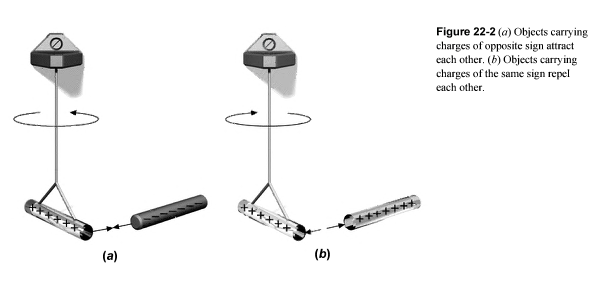 Figure 22-2 (a) Objects carrying
charges of opposite sign attract
each other. (b) Objects carrying
charges of the same sign repel
each other.
+++++++
+++++++
+++++++
(a)
(b)